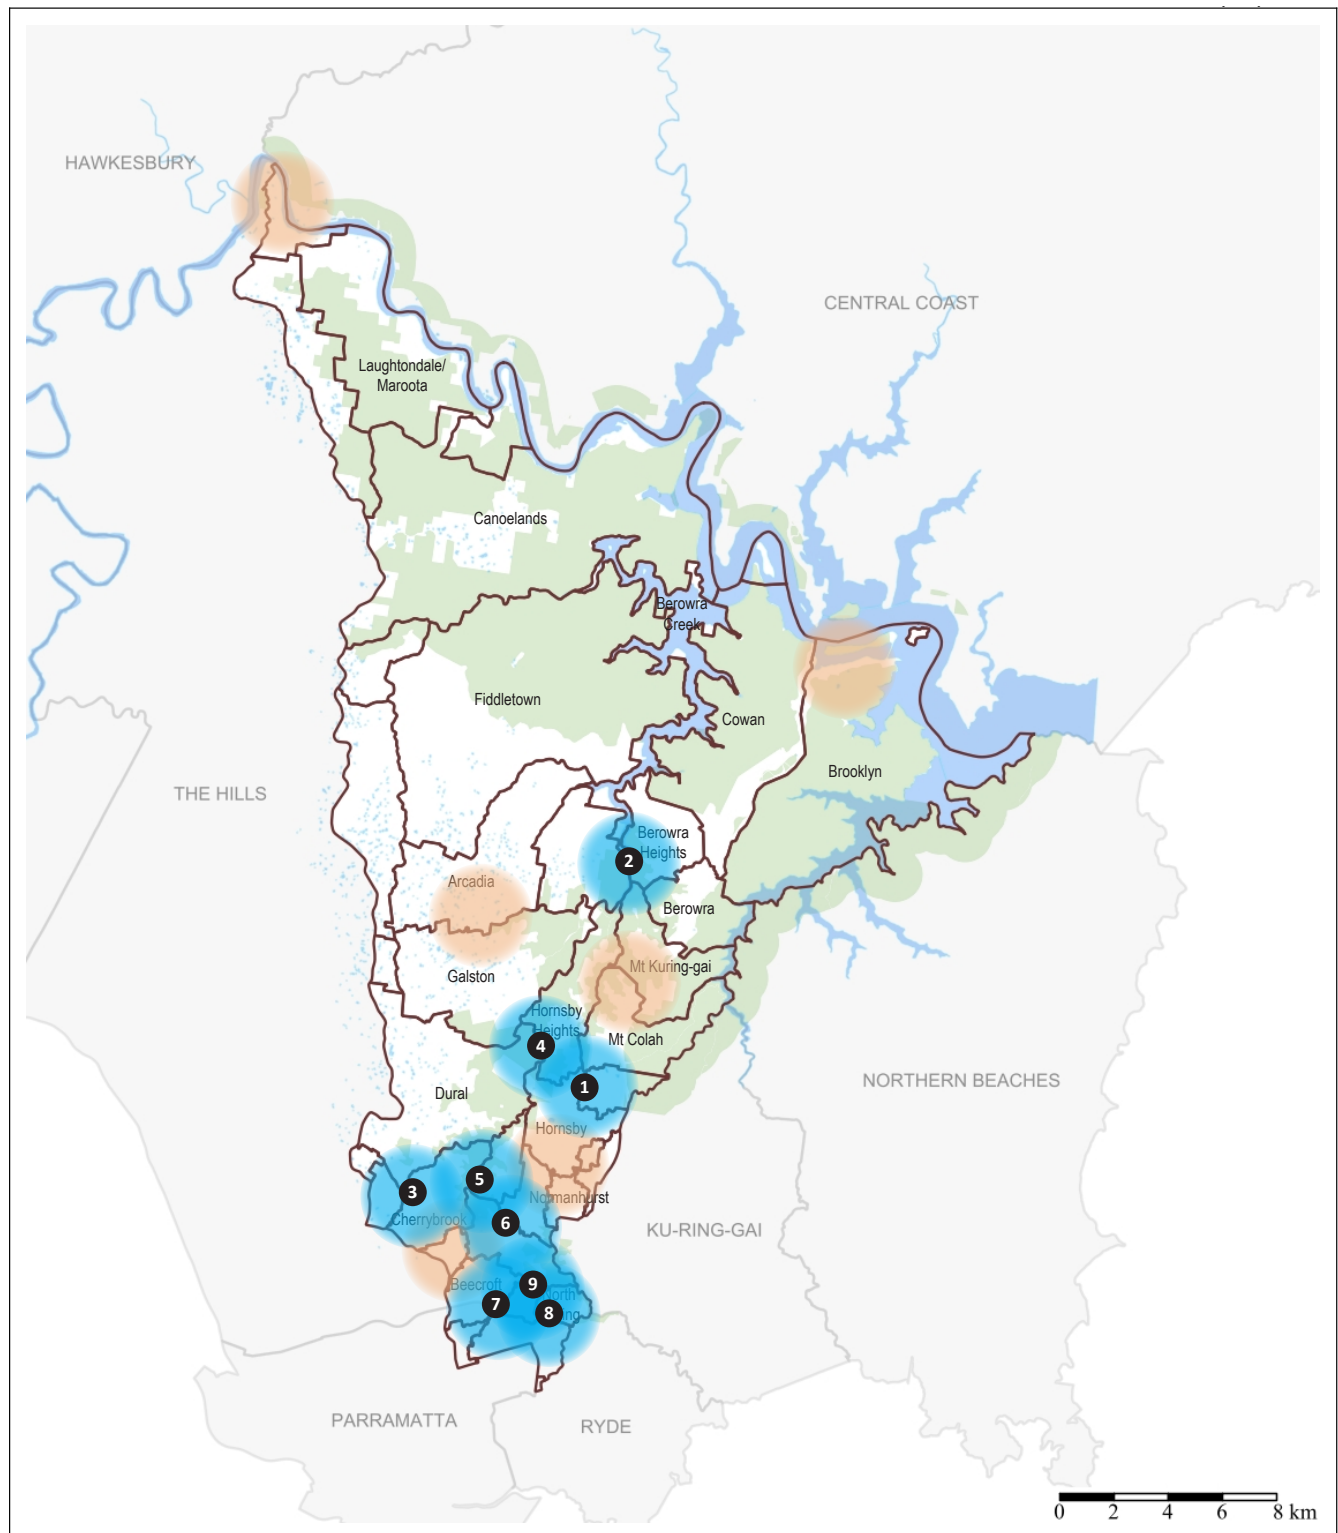 HAWKESBURY
CENTRAL COAST
Laughtondale/
Maroota
Canoelands
Berowra
Creek
Fiddletown
Cowan
Brooklyn
THE HILLS
Berowra
Heights
2
Arcadia
Berowra
Mt Kuring-gai
Galston
Hornsby
Heights
4
Mt Colah
1
NORTHERN BEACHES
Dural
Hornsby
5
3
Normanhurst
Cherrybrook
6
KU-RING-GAI
Beecroft
9
North
7
8
PARRAMATTA
RYDE
0 2 4 6 8 km